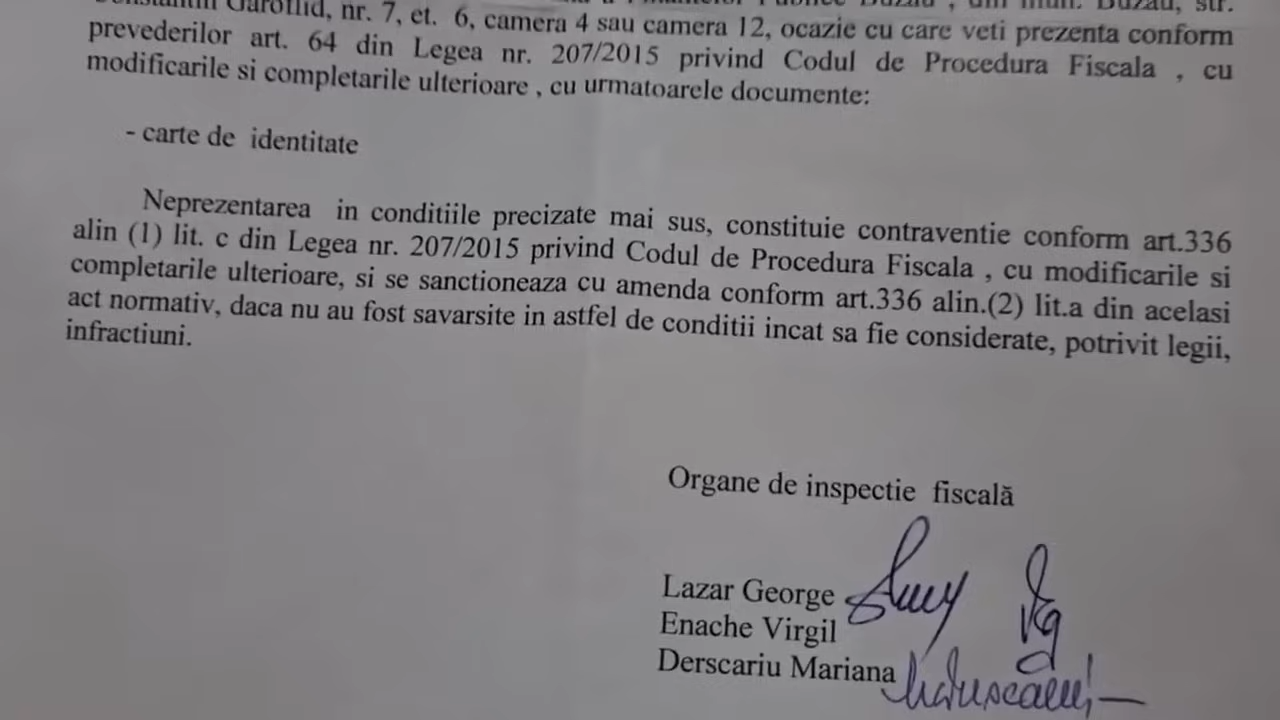 Constantin Garoflid, nr. 7, et. 6, camera 4 sau camera 12, ocazie cu care veti prezenta conform
prevederilor art. 64 din Legea nr. 207/2015 privind Codul de Procedura Fiscala , cu
modificarile si completarile ulterioare , cu urmatoarele documente:
- carte de identitate
Neprezentarea in conditiile precizate mai sus, constituie contraventie conform art.336
alin (1) lit. c din Legea nr. 207/2015 privind Codul de Procedura Fiscala , cu modificarile si
completarile ulterioare, si se sanctioneaza cu amenda conform art.336 alin.(2) lit.a din acelasi
act normativ, daca nu au fost savarsite in astfel de conditii incat sa fie considerate, potrivit legii,
infractiuni.
Organe de inspectie fiscală
Lazar George
Enache Virgil
Derscariu Mariana